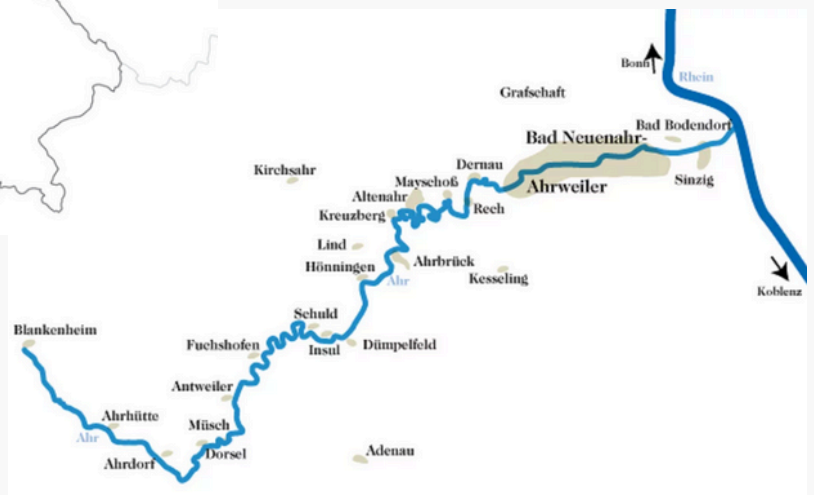 Bonn
Rhein
Grafschaft
Bad Bodendorf
Bad Neuenahr-
Ahrweiler
Sinzig
Dernau
Kirchsahr
Mayschoß
Altenahr
Kreuzberg
Rech
Lind
Ahrbrück
Hönningen
Kesseling
Ahr
Koblenz
Schuld
Blankenheim
Fuchshofen
Insul
Dümpelfeld
Antweiler
Ahrhütte
Müsch
Ahr
Dorsel
Adenau
Ahrdorf